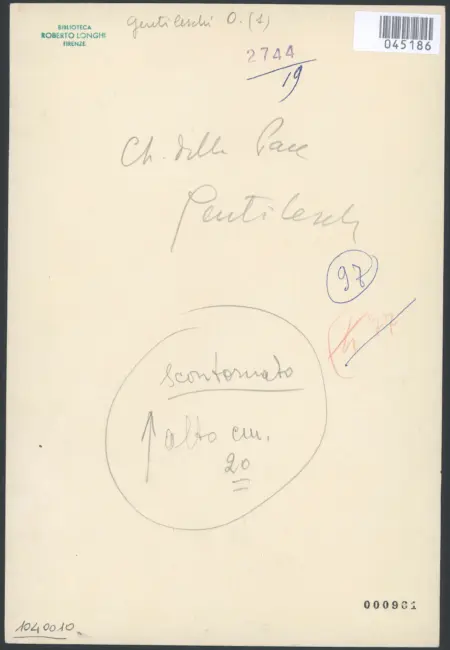 Gentileschi O. (1)
BIBLIOTECA
ROBERTO LONGHI
FIRENZE
045186
2744
19
Ch. della Pace
Gentileschi
97
scontornato
alto cm.
20
000981
1040010